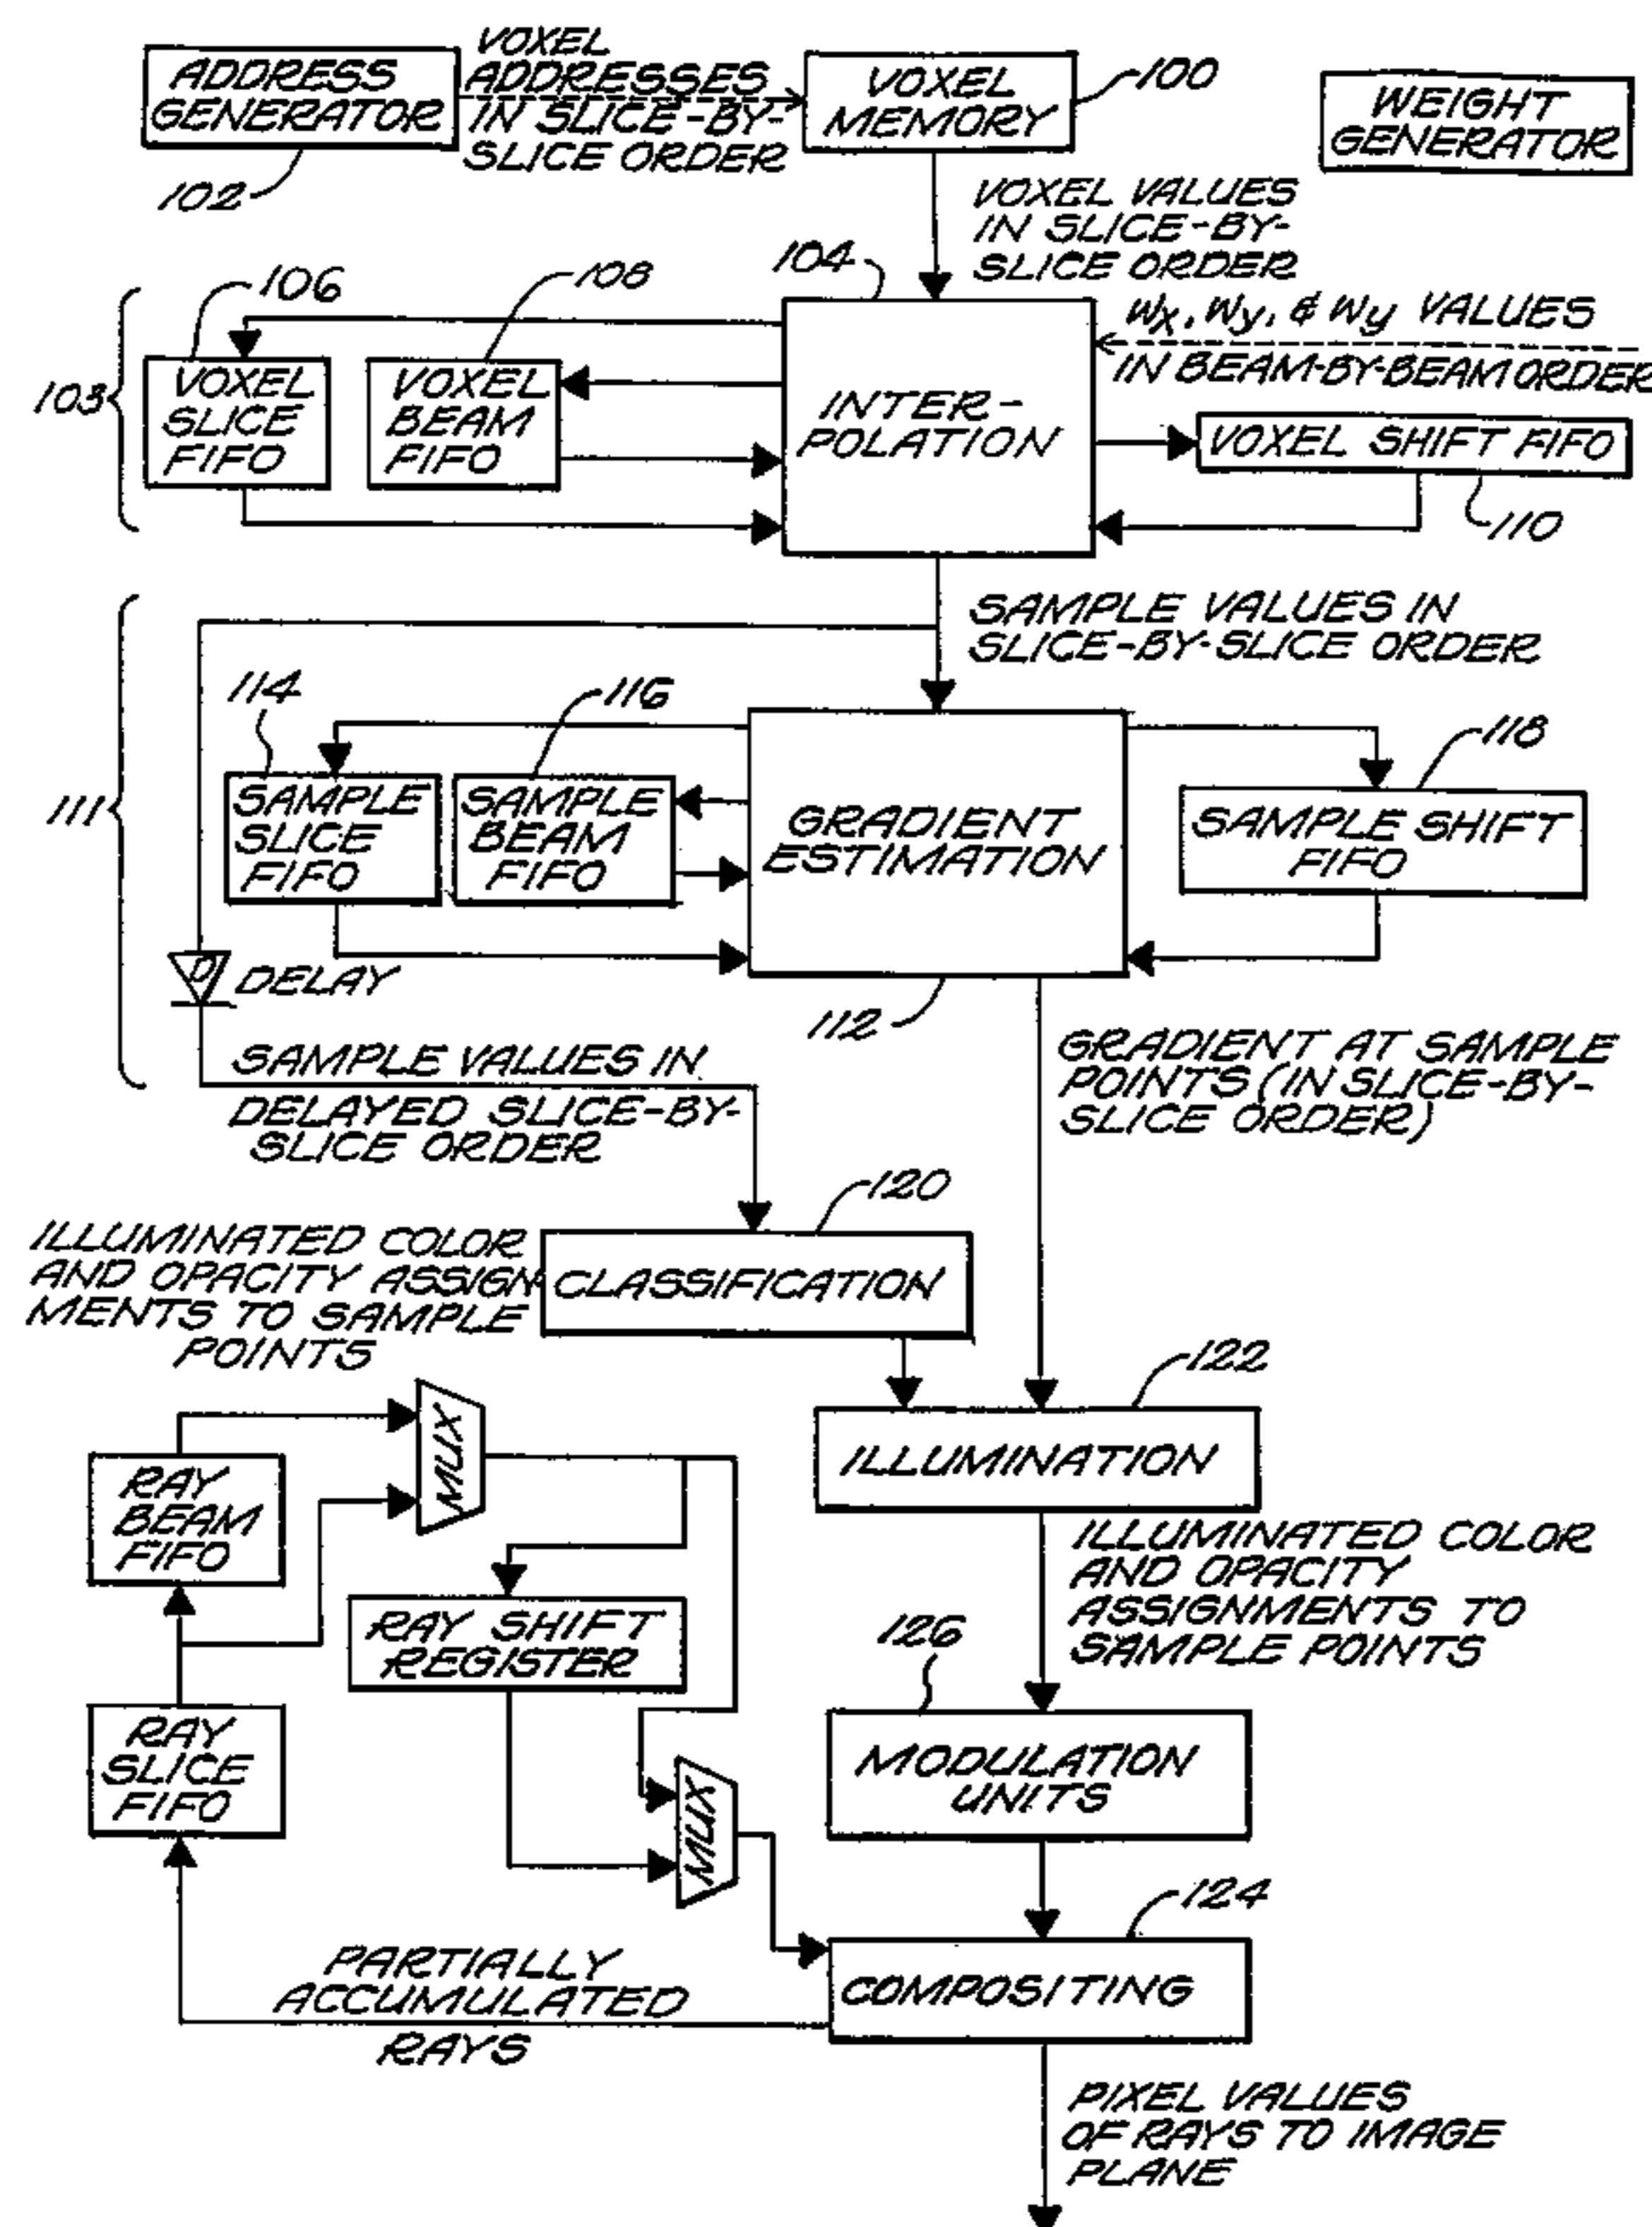 ADDRESS
GENERATOR
102
VOXEL
ADDRESSES
IN SLICE-BY-
SLICE ORDER
VOXEL
MEMORY
100
WEIGHT
GENERATOR
VOXEL VALUES
IN SLICE-BY-
SLICE ORDER
103
106
VOXEL
SLICE
FIFO
108
VOXEL
BEAM
FIFO
104
INTER-
POLATION
Wx, Wy, & Wy VALUES
IN BEAM-BY-BEAM ORDER
VOXEL SHIFT FIFO
110
SAMPLE VALUES IN
SLICE-BY-SLICE ORDER
111
114
SAMPLE
SLICE
FIFO
116
SAMPLE
BEAM
FIFO
GRADIENT
ESTIMATION
112
118
SAMPLE SHIFT
FIFO
D
DELAY
SAMPLE VALUES IN
DELAYED SLICE-BY-
SLICE ORDER
GRADIENT AT SAMPLE
POINTS (IN SLICE-BY-
SLICE ORDER)
120
CLASSIFICATION
ILLUMINATED COLOR
AND OPACITY ASSIGN-
MENTS TO SAMPLE
POINTS
122
ILLUMINATION
MUX
RAY
BEAM
FIFO
RAY SHIFT
REGISTER
ILLUMINATED COLOR
AND OPACITY
ASSIGNMENTS TO
SAMPLE POINTS
126
MODULATION
UNITS
RAY
SLICE
FIFO
MUX
124
COMPOSITING
PARTIALLY
ACCUMULATED
RAYS
PIXEL VALUES
OF RAYS TO IMAGE
PLANE